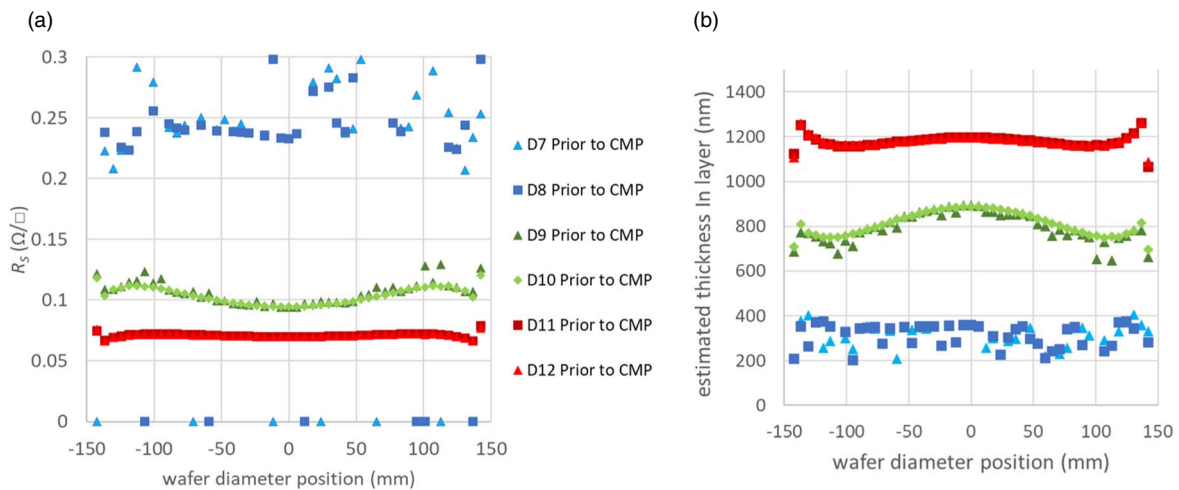 (a)
(b)
0.3
0.25
0.2
0.15
0.1
0.05
0
R_S (Ω/□)
-150 -100 -50 0 50 100 150
wafer diameter position (mm)
D7 Prior to CMP
D8 Prior to CMP
D9 Prior to CMP
D10 Prior to CMP
D11 Prior to CMP
D12 Prior to CMP
1400
1200
1000
800
600
400
200
0
estimated thickness In layer (nm)
-150 -100 -50 0 50 100 150
wafer diameter position (mm)